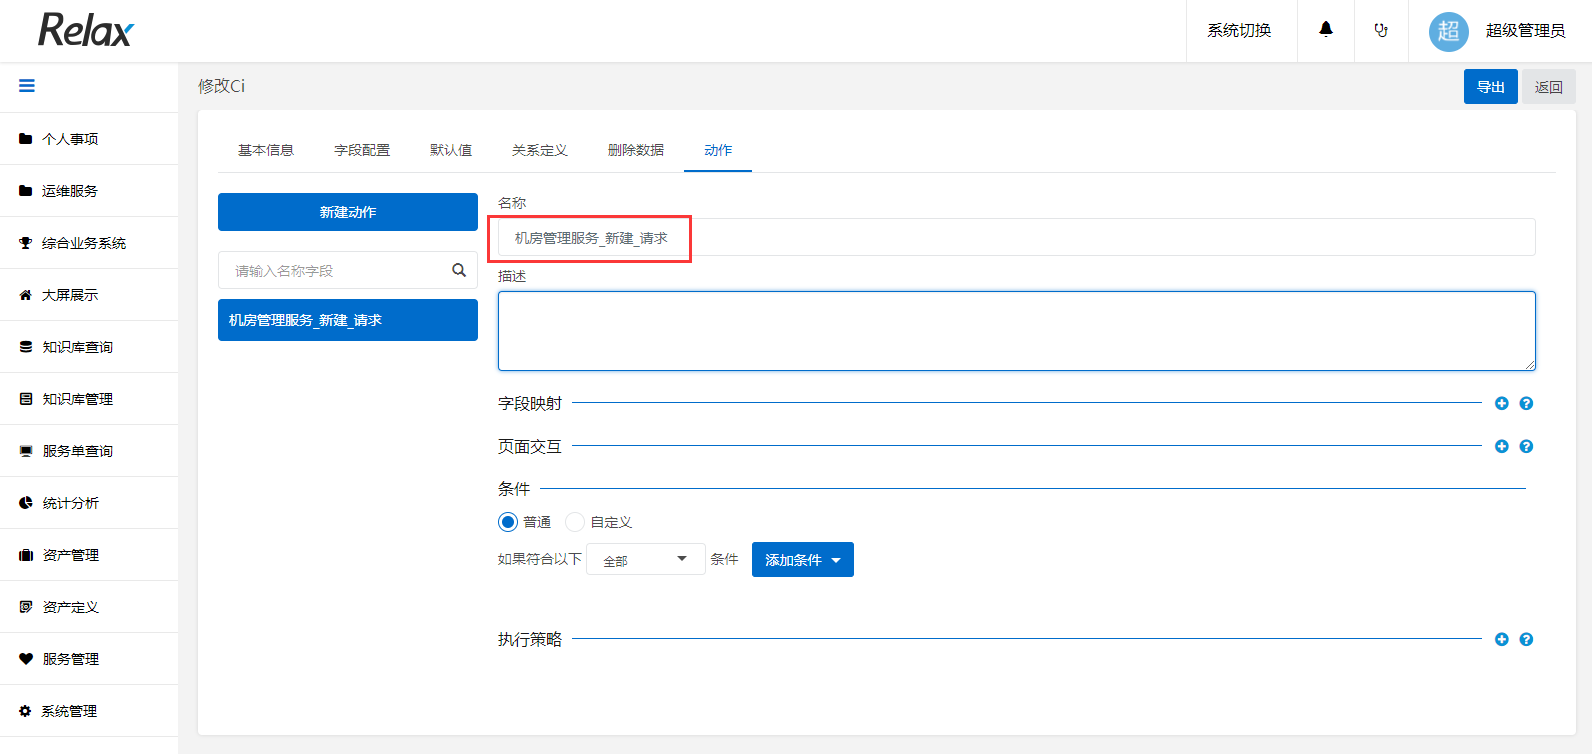 Relax
系统切换
超
超级管理员
修改Ci
导出
返回
个人事项
运维服务
综合业务系统
大屏展示
知识库查询
知识库管理
服务单查询
统计分析
资产管理
资产定义
服务管理
系统管理
基本信息 字段配置 默认值 关系定义 删除数据 动作
新建动作
请输入名称字段
机房管理服务_新建_请求
名称
机房管理服务_新建_请求
描述
字段映射
页面交互
条件
普通 自定义
如果符合以下 全部 条件 添加条件
执行策略